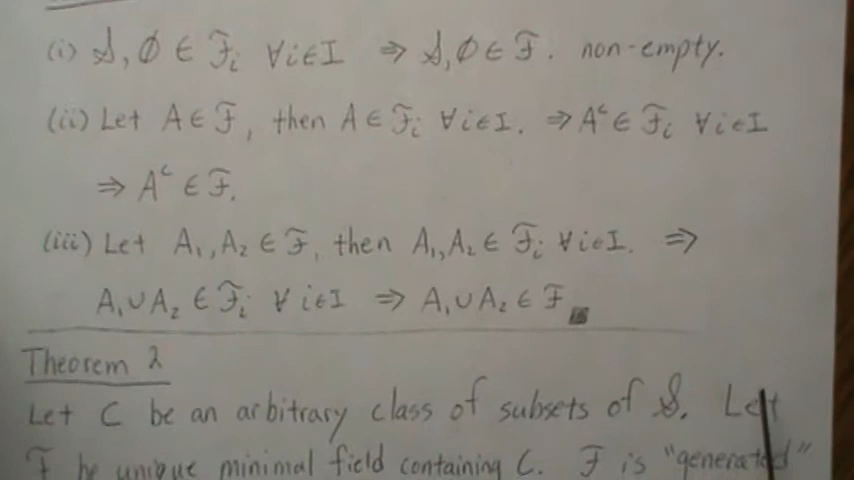 (i) 𝒮, Ø ∈ ℱᵢ ∀i∈I ⇒ 𝒮, Ø ∈ ℱ. non-empty.
(ii) Let A ∈ ℱ, then A ∈ ℱᵢ ∀i∈I. ⇒ Aᶜ ∈ ℱᵢ ∀i∈I
⇒ Aᶜ ∈ ℱ.
(iii) Let A₁, A₂ ∈ ℱ, then A₁, A₂ ∈ ℱᵢ ∀i∈I. ⇒
A₁ ∪ A₂ ∈ ℱᵢ ∀i∈I ⇒ A₁ ∪ A₂ ∈ ℱ
Theorem 2
Let C be an arbitrary class of subsets of 𝒮. Let
ℱ be unique minimal field containing C. ℱ is "generated"